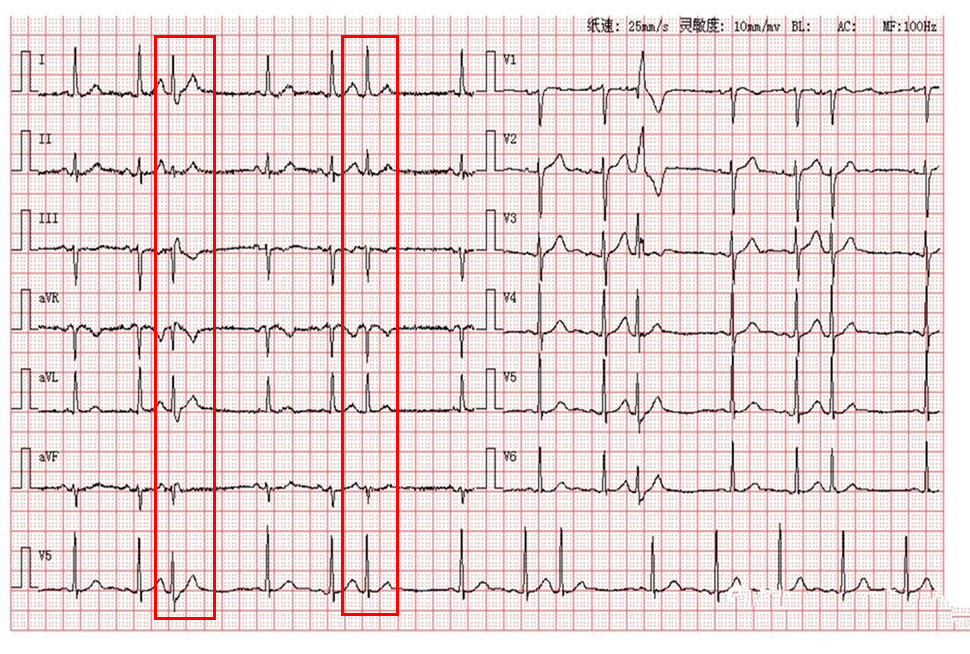 纸速: 25mm/s 灵敏度: 10mm/mv BL: AC: MF:100Hz
I
II
III
aVR
aVL
aVF
V5
V1
V2
V3
V4
V5
V6